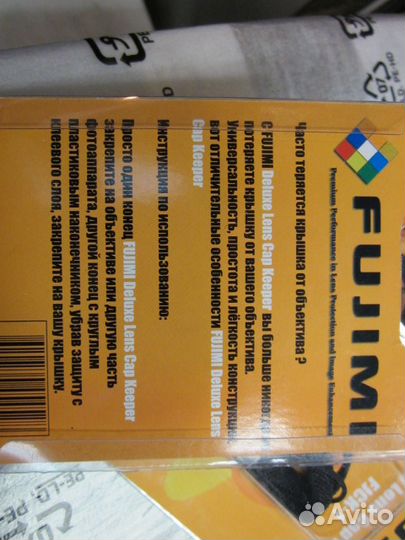 FUJIMI
Premium Performance in Lens Protection and Image Enhancement
Часто теряется крышка от объектива ?
С FUJIMI Deluxe Lens Cap Keeper вы больше никогда не
потеряете крышку от вашего объектива.
Универсальность, простота и лёгкость конструкции
вот отличительные особенности FUJIMI Deluxe Lens
Cap Keeper
Инструкция по использованию:
Просто один конец FUJIMI Deluxe Lens Cap Keeper
закрепите на объективе или другую часть
фотоаппарата, другой конец с круглым
пластиковым наконечником, убрав защиту с
клеевого слоя, закрепите на вашу крышку.
PE-LD
Avito